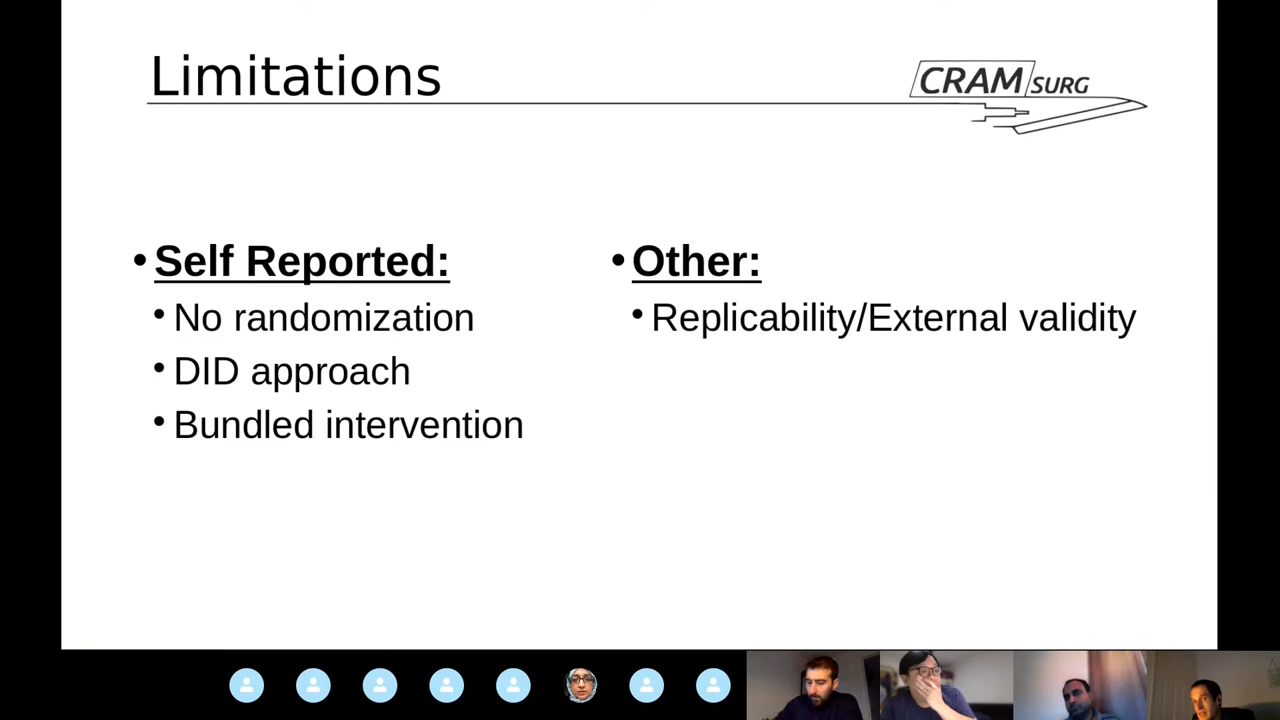 Limitations
CRAM SURG
• Self Reported:
• No randomization
• DID approach
• Bundled intervention
• Other:
• Replicability/External validity